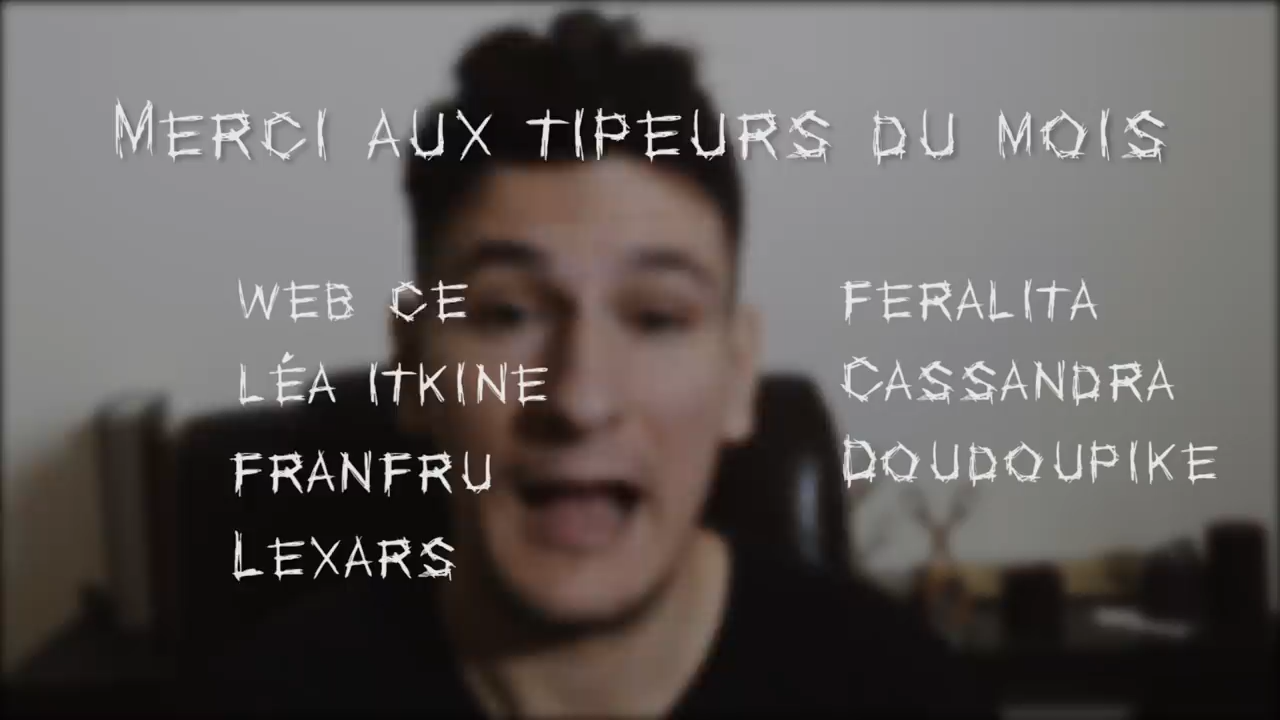 Merci aux tipeurs du mois
web ce
Léa itkine
franfru
Lexars
feralita
Cassandra
Doudoupike